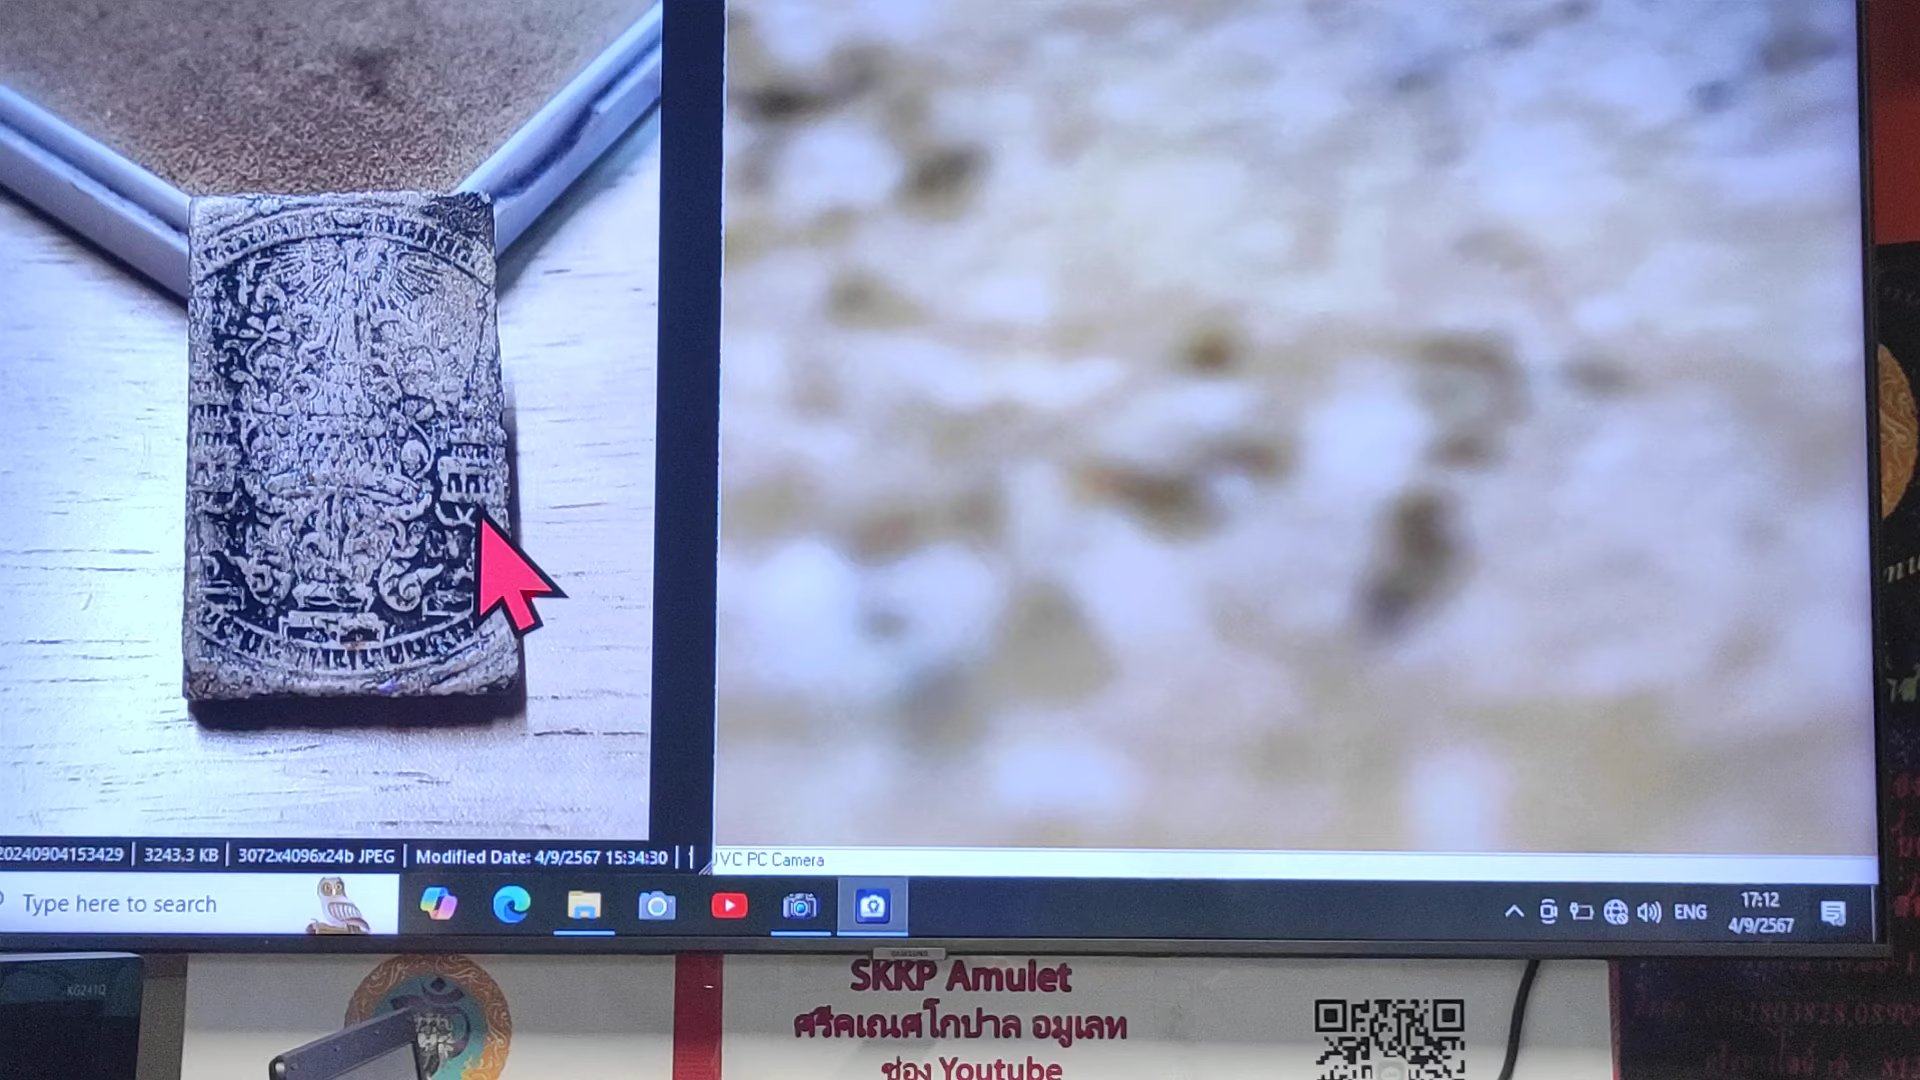 20240904153429 | 3243.3 KB | 3072x4096x24b JPEG | Modified Date: 4/9/2567 15:34:30
JVC PC Camera
Type here to search
ENG
17:12
4/9/2567
SAMSUNG
KG241Q
SKKP Amulet
ศรีคเณศโกปาล อมูเลท
ช่อง Youtube